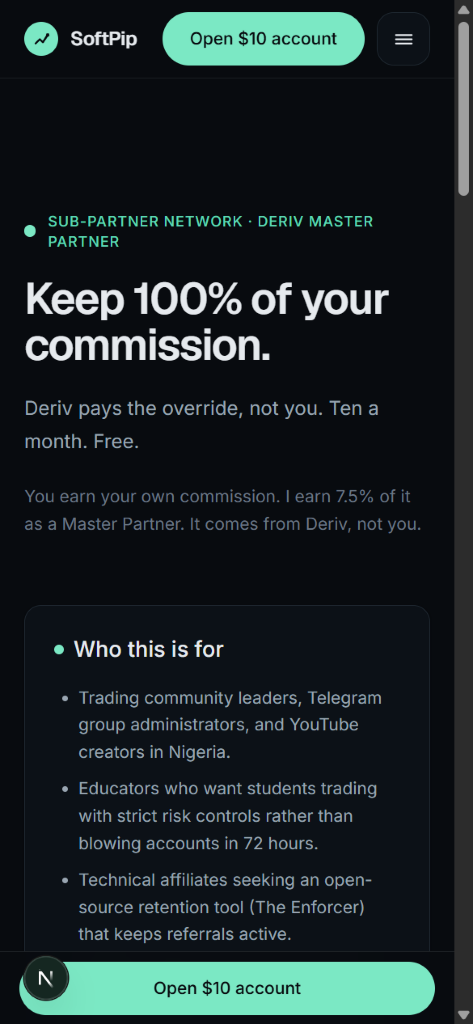 SoftPip
Open $10 account
SUB-PARTNER NETWORK · DERIV MASTER
PARTNER
Keep 100% of your
commission.
Deriv pays the override, not you. Ten a
month. Free.
You earn your own commission. I earn 7.5% of it
as a Master Partner. It comes from Deriv, not you.
Who this is for
• Trading community leaders, Telegram
group administrators, and YouTube
creators in Nigeria.
• Educators who want students trading
with strict risk controls rather than
blowing accounts in 72 hours.
• Technical affiliates seeking an open-
source retention tool (The Enforcer)
that keeps referrals active.
N
Open $10 account